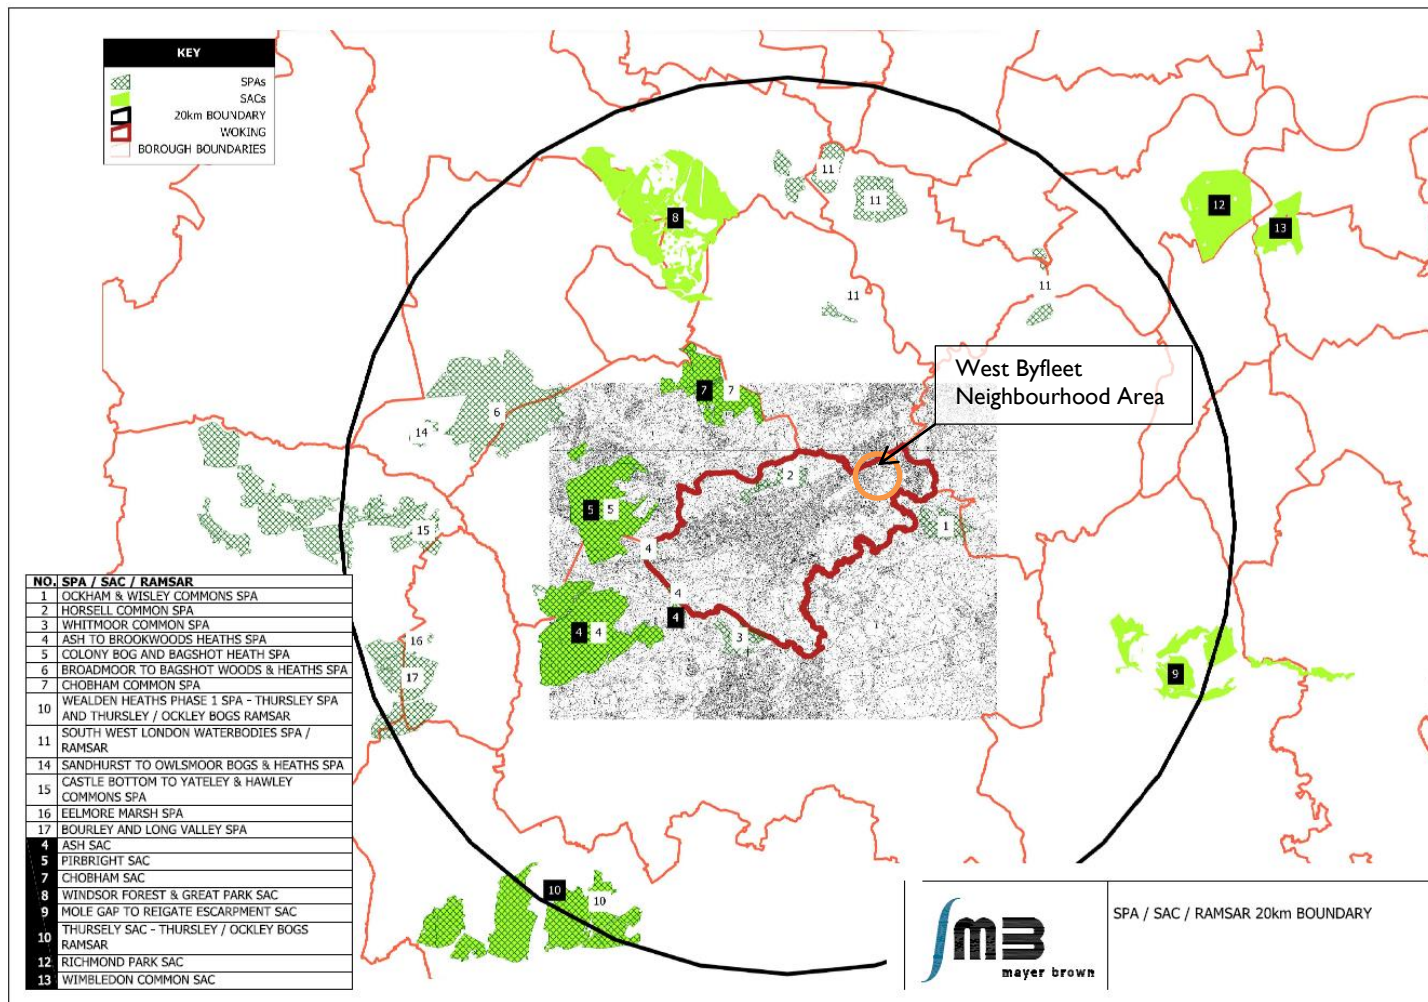 KEY
SPAs
SACs
20km BOUNDARY
WOKING
BOROUGH BOUNDARIES
11
11
8
12
13
11
11
West Byfleet
Neighbourhood Area
7
7
6
14
2
5
5
15
1
4
4
4
4
4
3
16
17
9
10
10
NO. SPA / SAC / RAMSAR
1 OCKHAM & WISLEY COMMONS SPA
2 HORSELL COMMON SPA
3 WHITMOOR COMMON SPA
4 ASH TO BROOKWOODS HEATHS SPA
5 COLONY BOG AND BAGSHOT HEATH SPA
6 BROADMOOR TO BAGSHOT WOODS & HEATHS SPA
7 CHOBHAM COMMON SPA
10 WEALDEN HEATHS PHASE 1 SPA - THURSLEY SPA
AND THURSLEY / OCKLEY BOGS RAMSAR
11 SOUTH WEST LONDON WATERBODIES SPA /
RAMSAR
14 SANDHURST TO OWLSMOOR BOGS & HEATHS SPA
15 CASTLE BOTTOM TO YATELEY & HAWLEY
COMMONS SPA
16 EELMORE MARSH SPA
17 BOURLEY AND LONG VALLEY SPA
4 ASH SAC
5 PIRBRIGHT SAC
7 CHOBHAM SAC
8 WINDSOR FOREST & GREAT PARK SAC
9 MOLE GAP TO REIGATE ESCARPMENT SAC
10 THURSELY SAC - THURSLEY / OCKLEY BOGS
RAMSAR
12 RICHMOND PARK SAC
13 WIMBLEDON COMMON SAC
mayer brown
SPA / SAC / RAMSAR 20km BOUNDARY